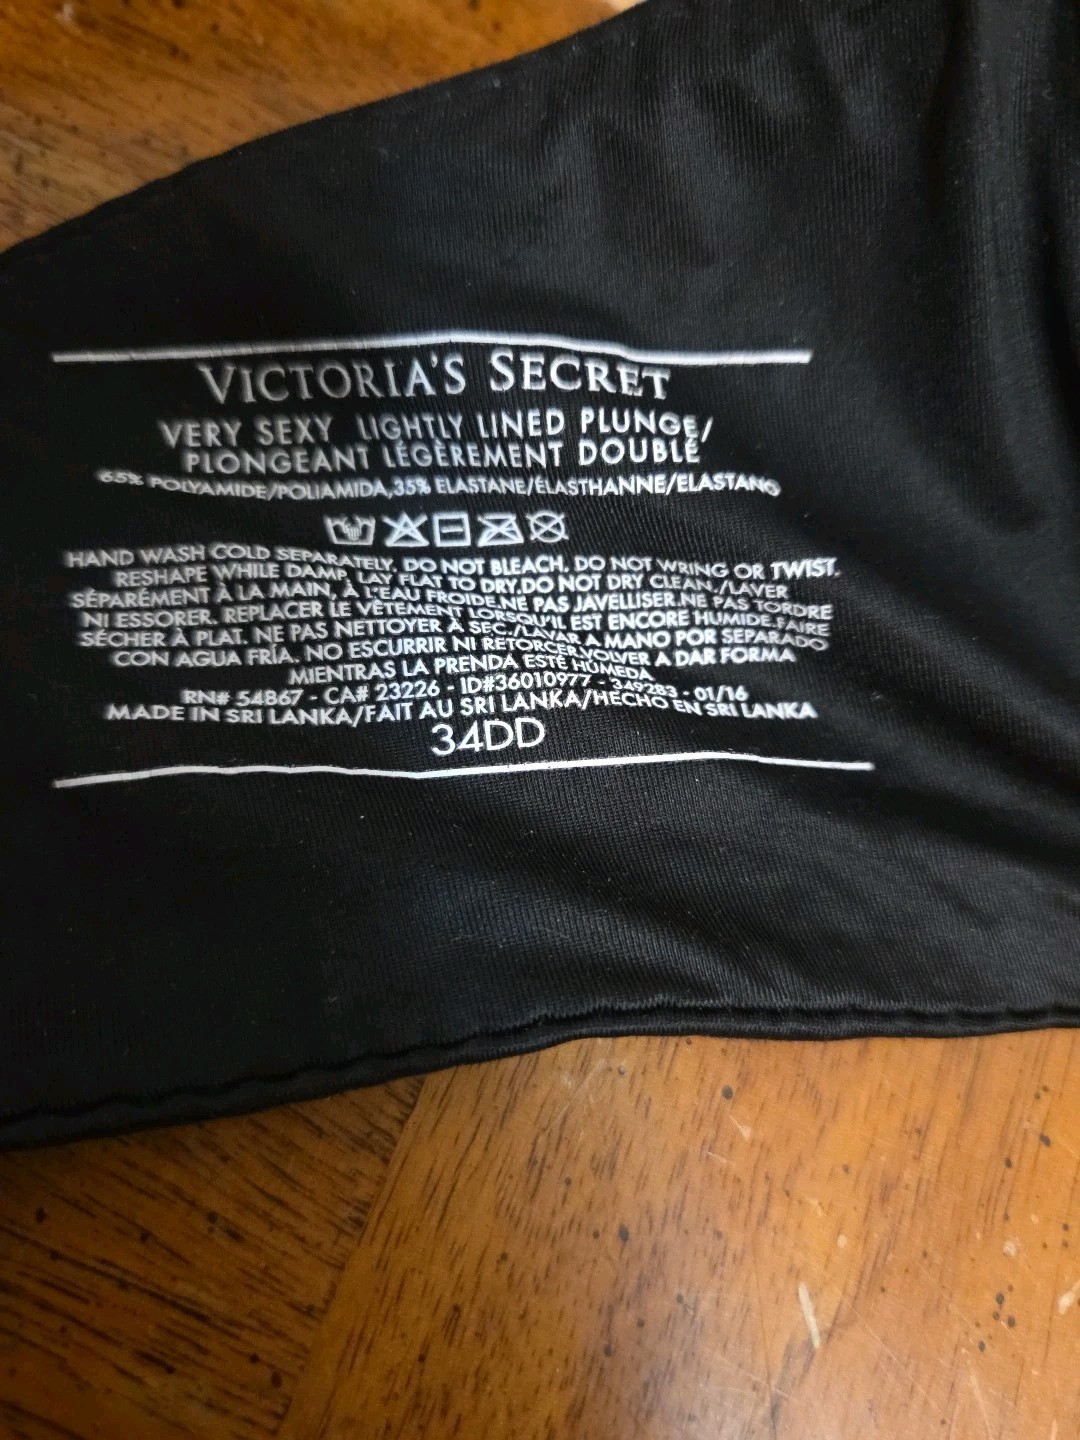 VICTORIA'S SECRET
VERY SEXY LIGHTLY LINED PLUNGE/
PLONGEANT LÉGÈREMENT DOUBLÉ
65% POLYAMIDE/POLIAMIDA,35% ELASTANE/ÉLASTHANNE/ELASTANO
HAND WASH COLD SEPARATELY. DO NOT BLEACH. DO NOT WRING OR TWIST.
RESHAPE WHILE DAMP. LAY FLAT TO DRY.DO NOT DRY CLEAN./LAVER
SÉPARÉMENT À LA MAIN, À L'EAU FROIDE.NE PAS JAVELLISER.NE PAS TORDRE
NI ESSORER. REPLACER LE VÊTEMENT LORSQU'IL EST ENCORE HUMIDE.FAIRE
SÉCHER À PLAT. NE PAS NETTOYER À SEC./LAVAR A MANO POR SEPARADO
CON AGUA FRÍA. NO ESCURRIR NI RETORCER.VOLVER A DAR FORMA
MIENTRAS LA PRENDA ESTÉ HÚMEDA.
RN# 54867 - CA# 23226 - ID#36010977 - 349283 - 01/16
MADE IN SRI LANKA/FAIT AU SRI LANKA/HECHO EN SRI LANKA
34DD